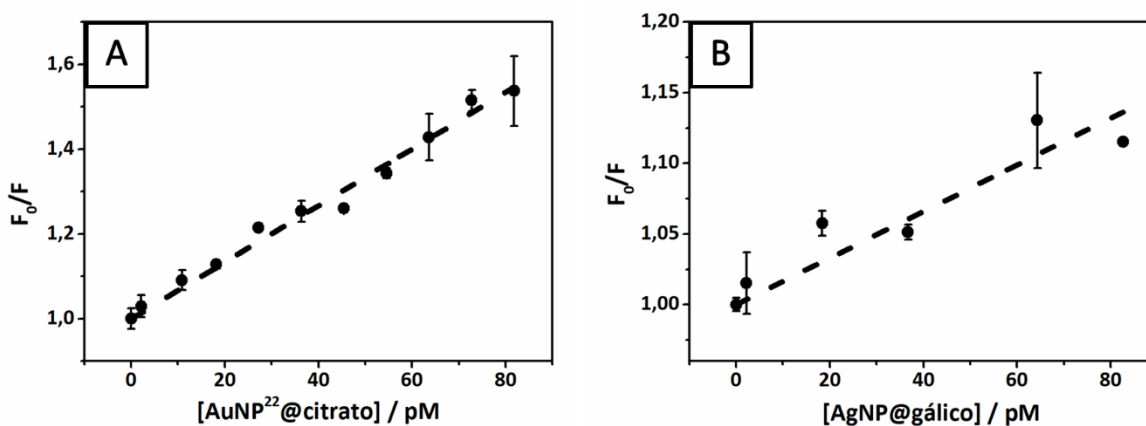 A
1,6
1,4
1,2
1,0
F₀/F
0 20 40 60 80
[AuNP²²@citrato] / pM
B
1,20
1,15
1,10
1,05
1,00
F₀/F
0 20 40 60 80
[AgNP@gálico] / pM